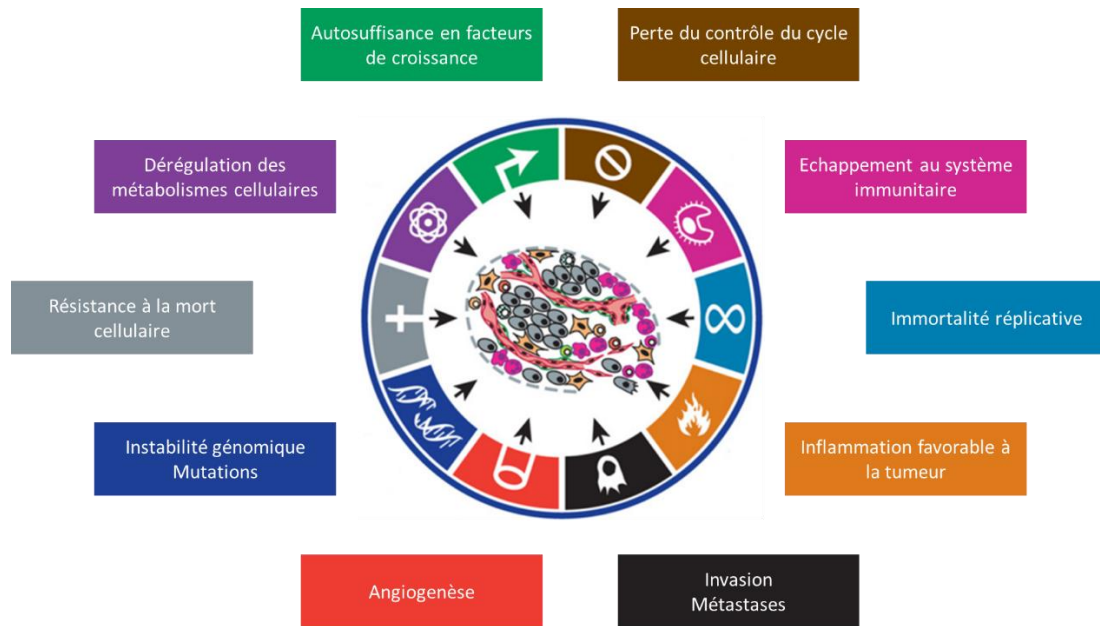 Autosuffisance en facteurs
de croissance
Perte du contrôle du cycle
cellulaire
Dérégulation des
métabolismes cellulaires
Echappement au système
immunitaire
Résistance à la mort
cellulaire
Immortalité réplicative
Instabilité génomique
Mutations
Inflammation favorable à
la tumeur
Angiogenèse
Invasion
Métastases